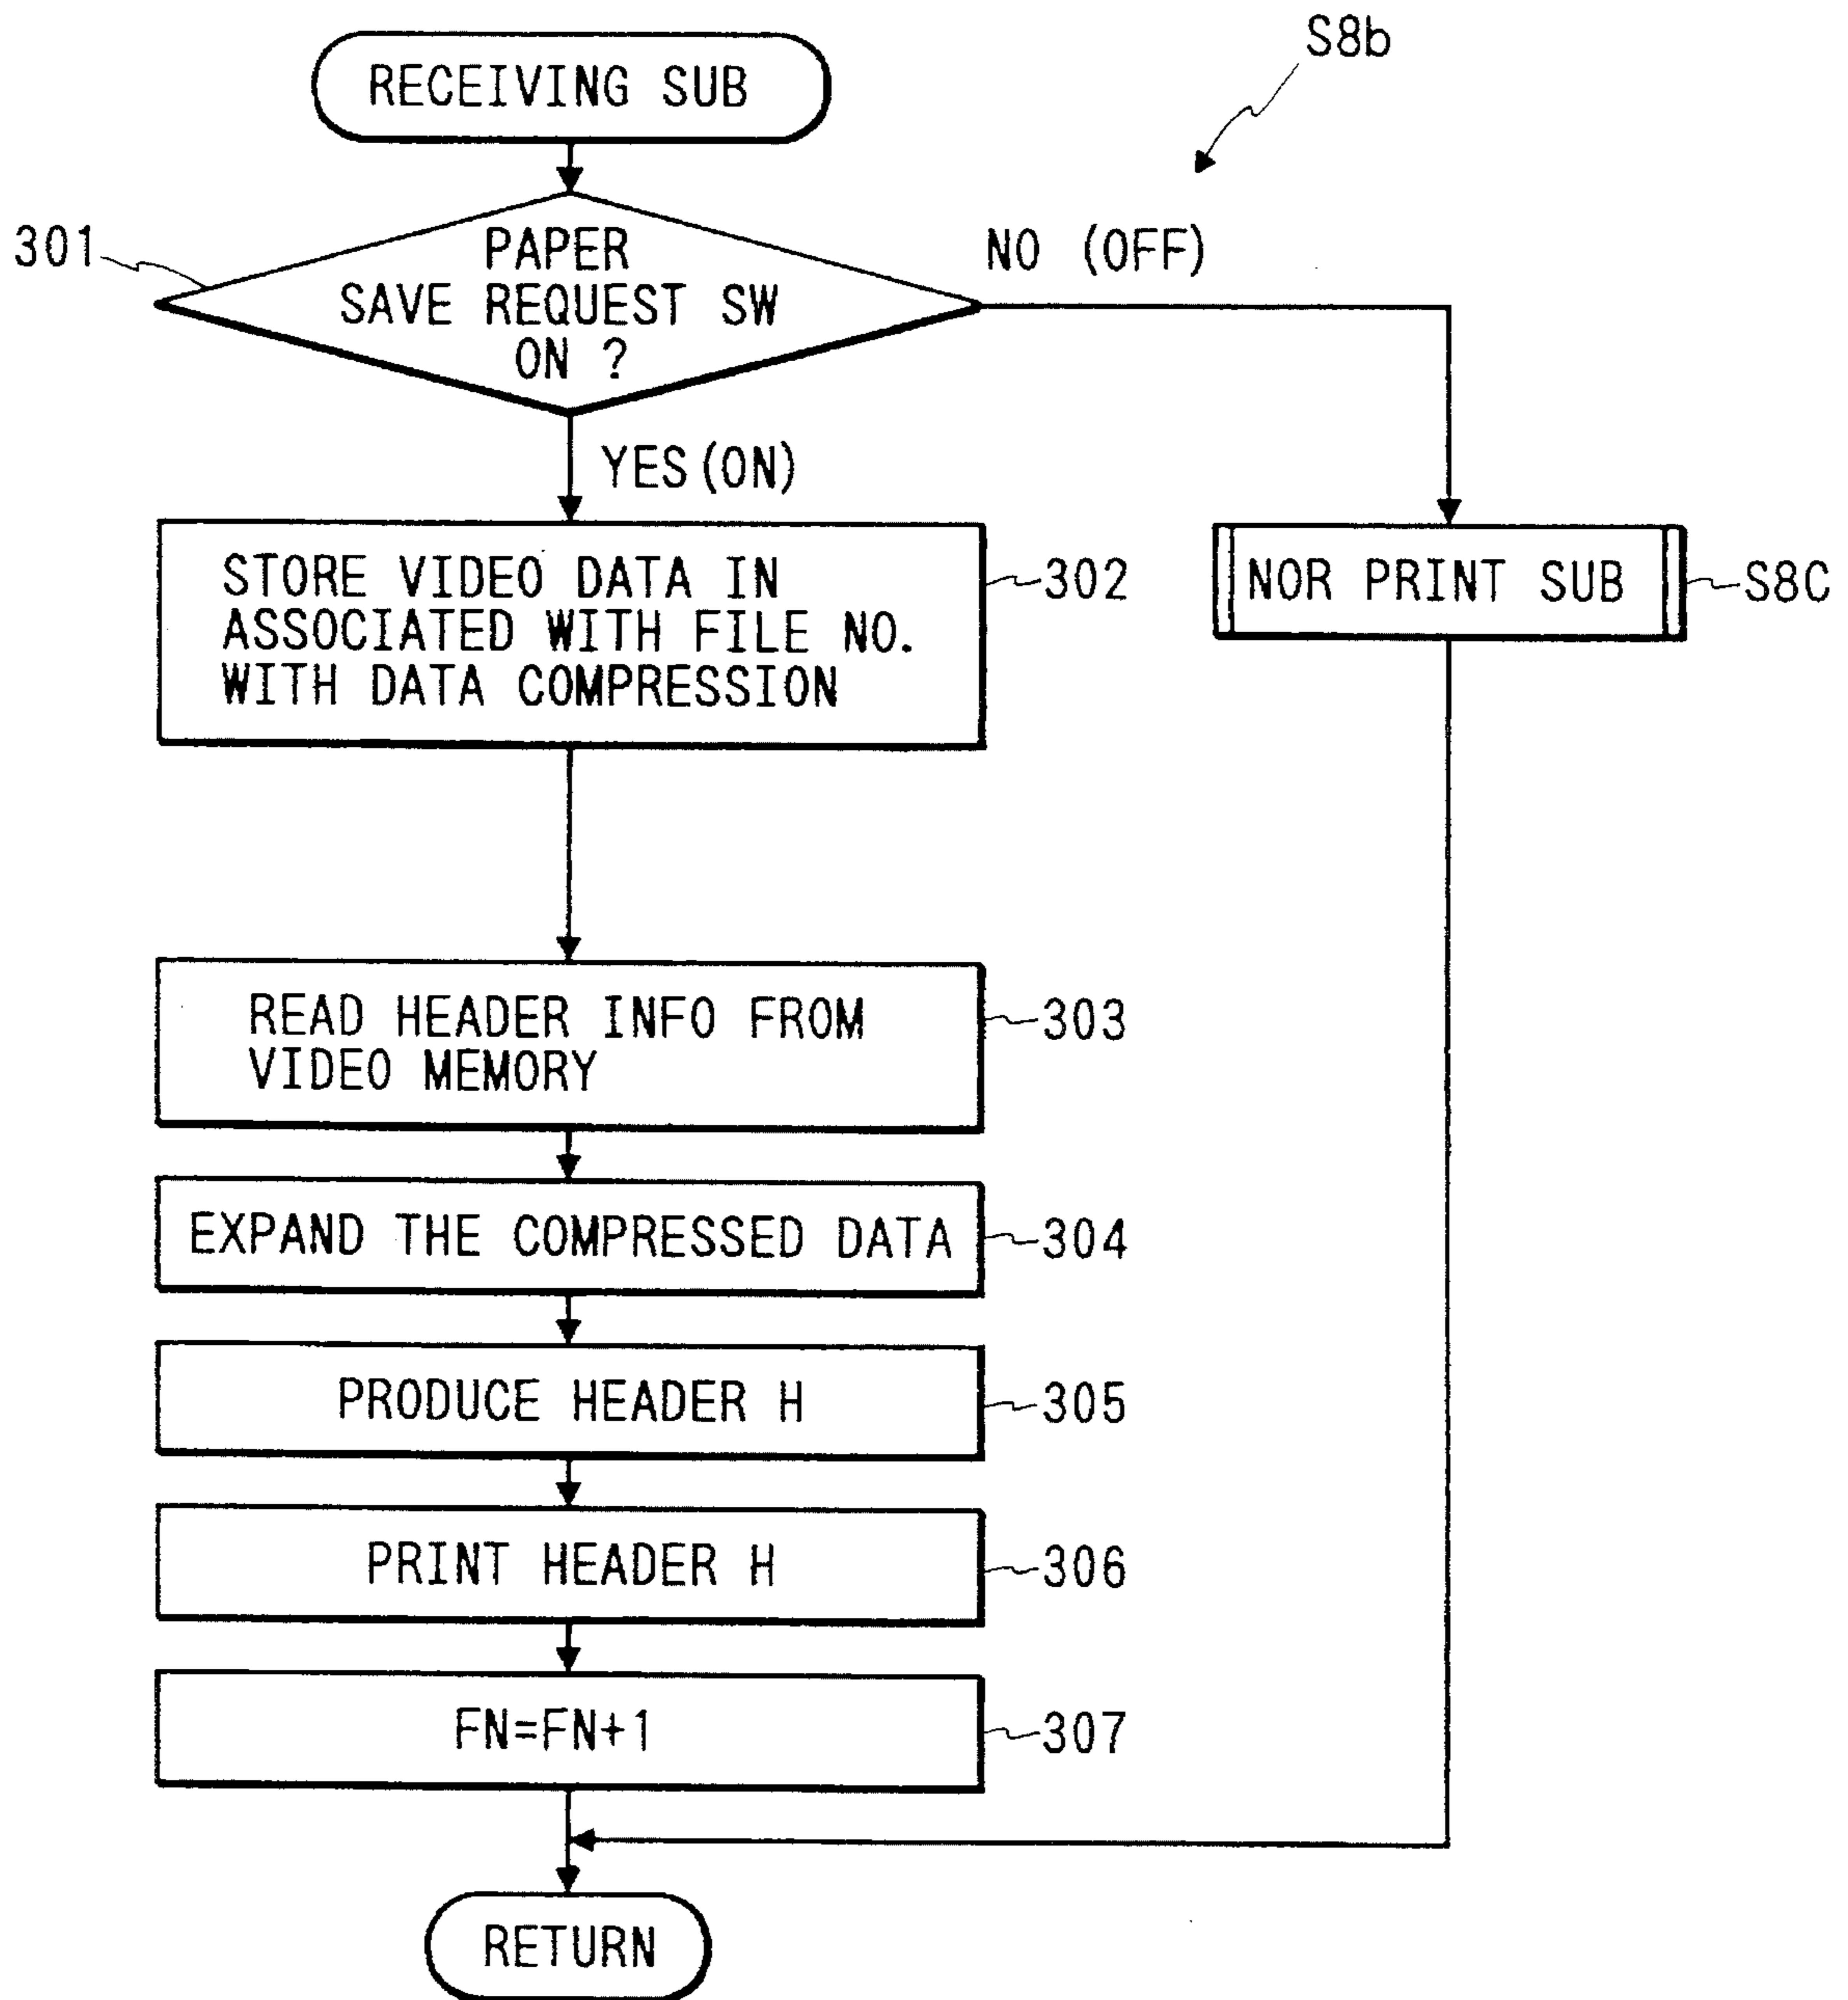 S8b
RECEIVING SUB
301
PAPER
SAVE REQUEST SW
ON ?
NO (OFF)
YES (ON)
STORE VIDEO DATA IN
ASSOCIATED WITH FILE NO.
WITH DATA COMPRESSION
302
NOR PRINT SUB
S8C
READ HEADER INFO FROM
VIDEO MEMORY
303
EXPAND THE COMPRESSED DATA
304
PRODUCE HEADER H
305
PRINT HEADER H
306
FN=FN+1
307
RETURN